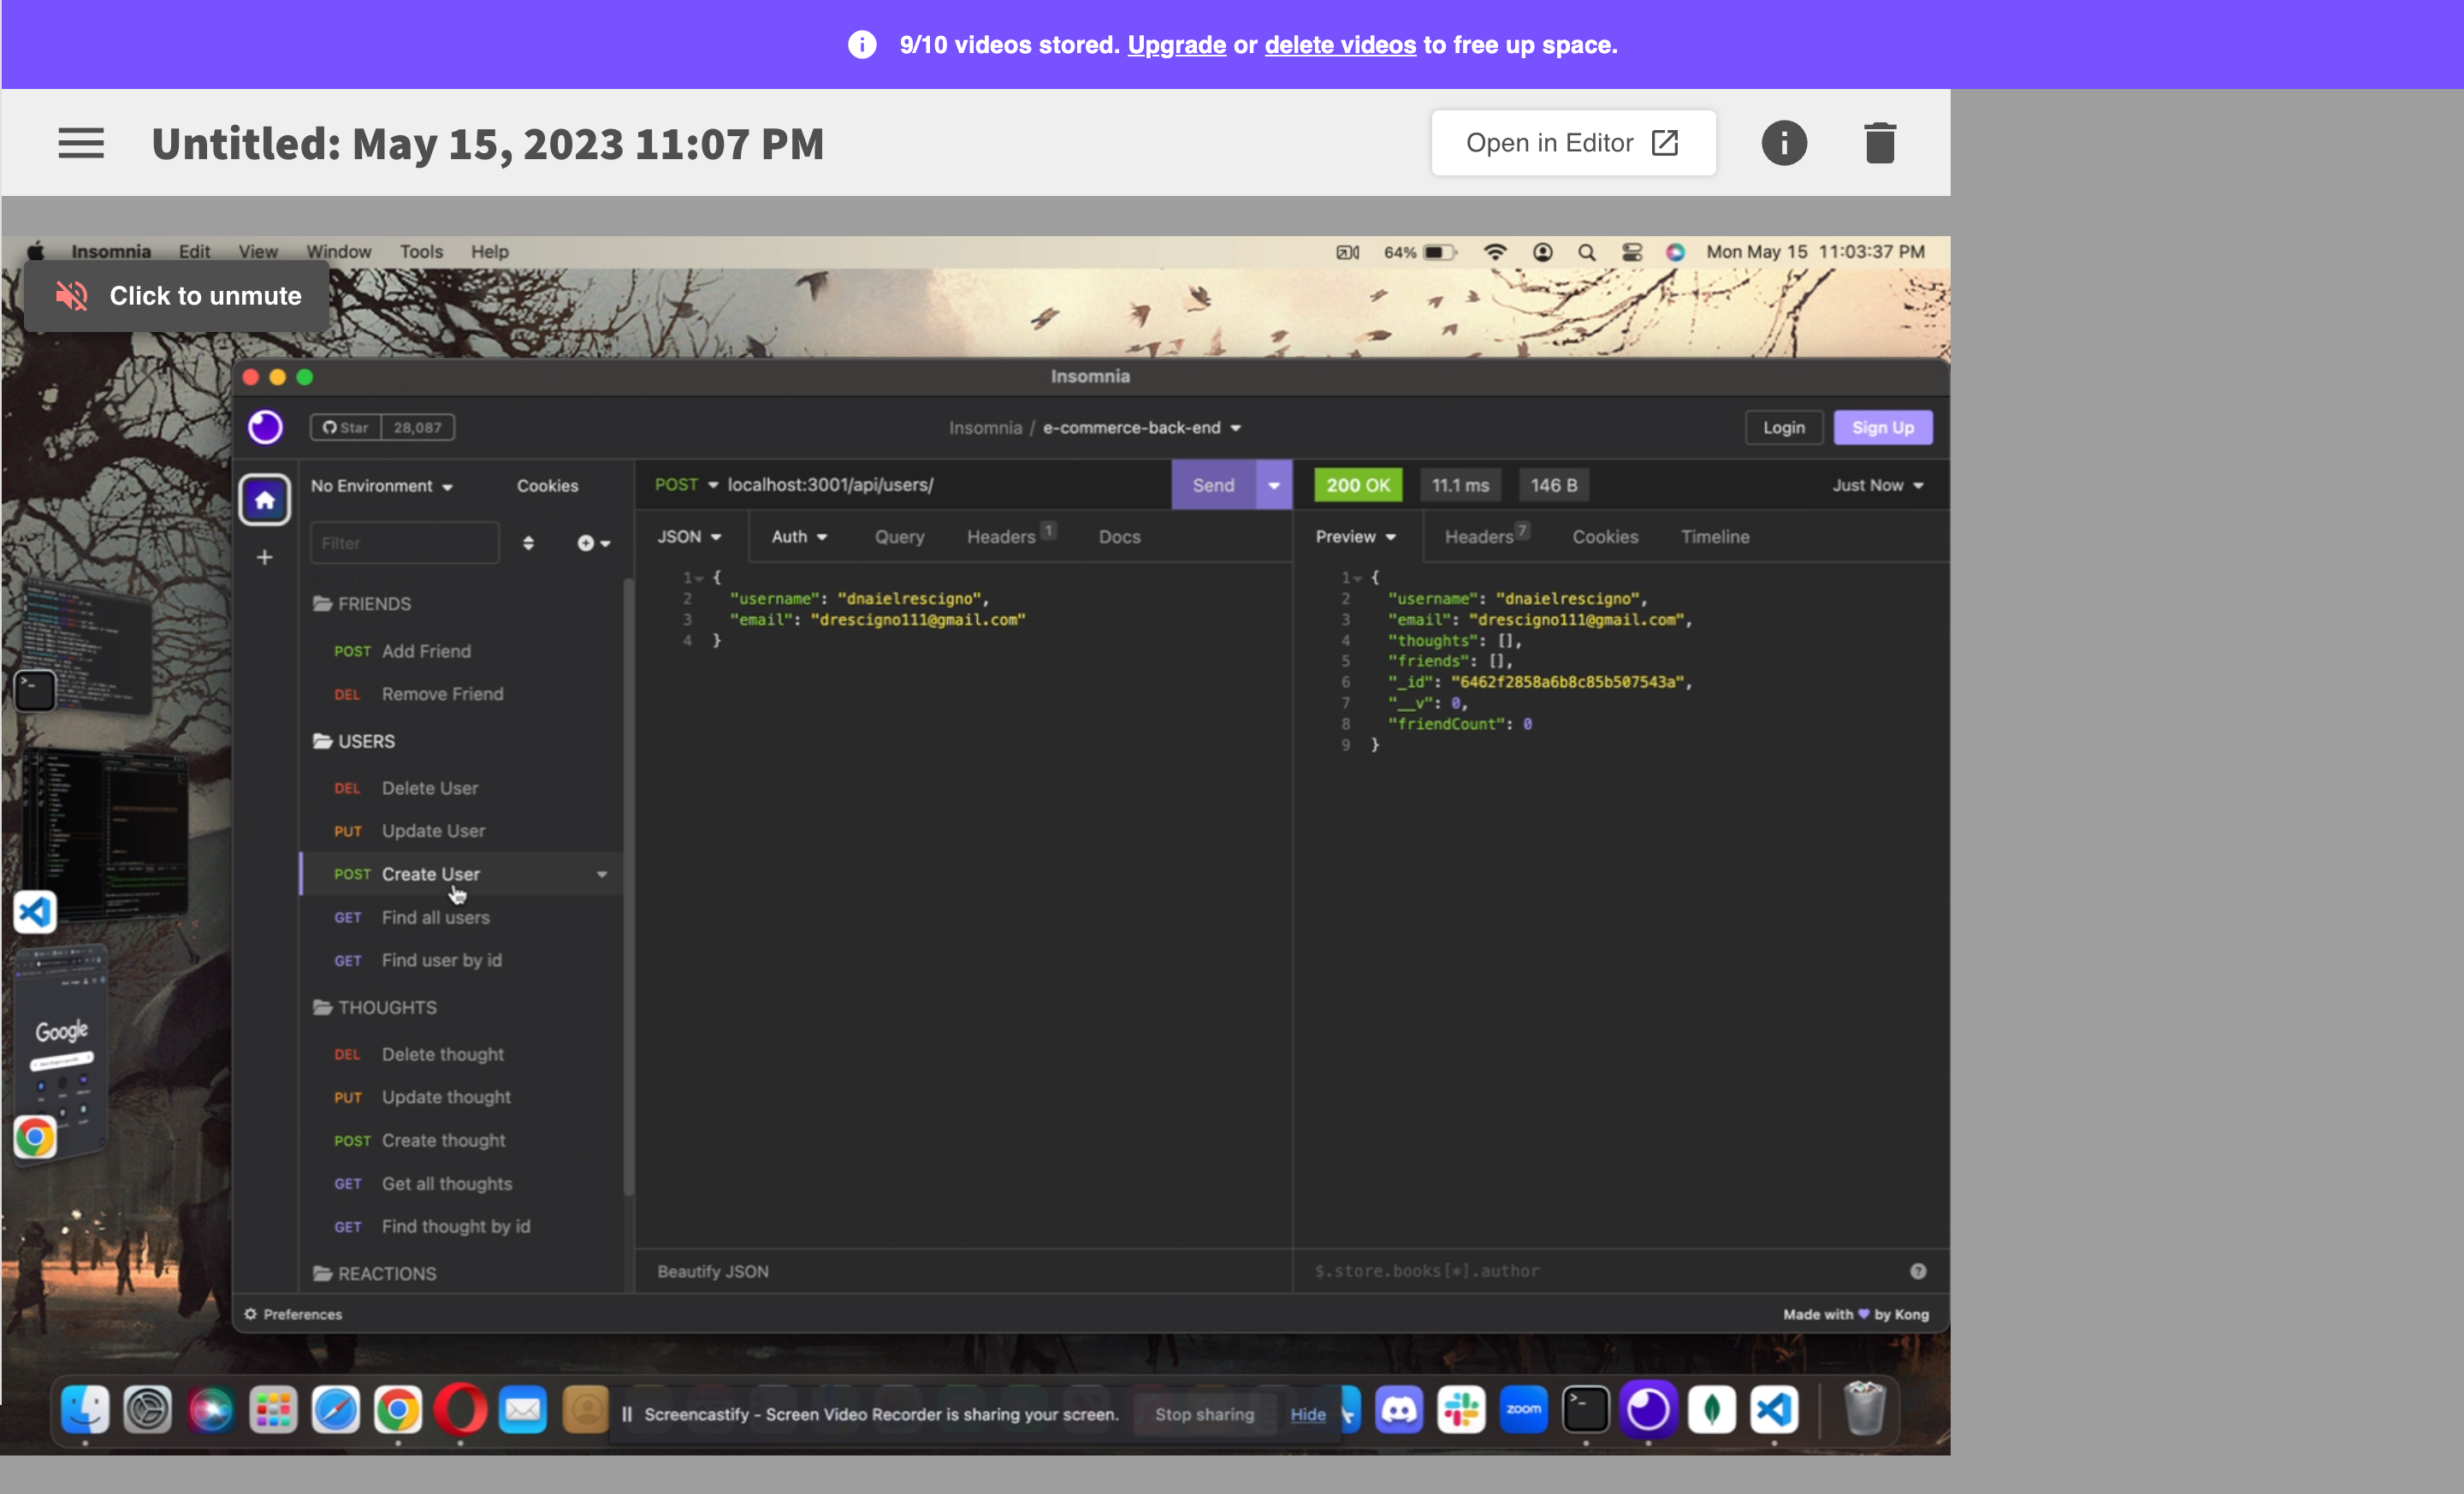 9/10 videos stored. Upgrade or delete videos to free up space.
Untitled: May 15, 2023 11:07 PM
Open in Editor
Insomnia Edit View Window Tools Help
64%
Mon May 15 11:03:37 PM
Click to unmute
Insomnia
Star 28,087
Insomnia / e-commerce-back-end
Login
Sign Up
No Environment
Cookies
Filter
FRIENDS
POST Add Friend
DEL Remove Friend
USERS
DEL Delete User
PUT Update User
POST Create User
GET Find all users
GET Find user by id
THOUGHTS
DEL Delete thought
PUT Update thought
POST Create thought
GET Get all thoughts
GET Find thought by id
REACTIONS
POST localhost:3001/api/users/
Send
JSON Auth Query Headers 1 Docs
1 {
2 "username": "dnaielrescigno",
3 "email": "drescigno111@gmail.com"
4 }
Beautify JSON
200 OK 11.1 ms 146 B
Just Now
Preview Headers 7 Cookies Timeline
1 {
2 "username": "dnaielrescigno",
3 "email": "drescigno111@gmail.com",
4 "thoughts": [],
5 "friends": [],
6 "_id": "6462f2858a6b8c85b507543a",
7 "__v": 0,
8 "friendCount": 0
9 }
$.store.books[*].author
Preferences
Made with 💜 by Kong
Google
Screencastify - Screen Video Recorder is sharing your screen.
Stop sharing
Hide
zoom